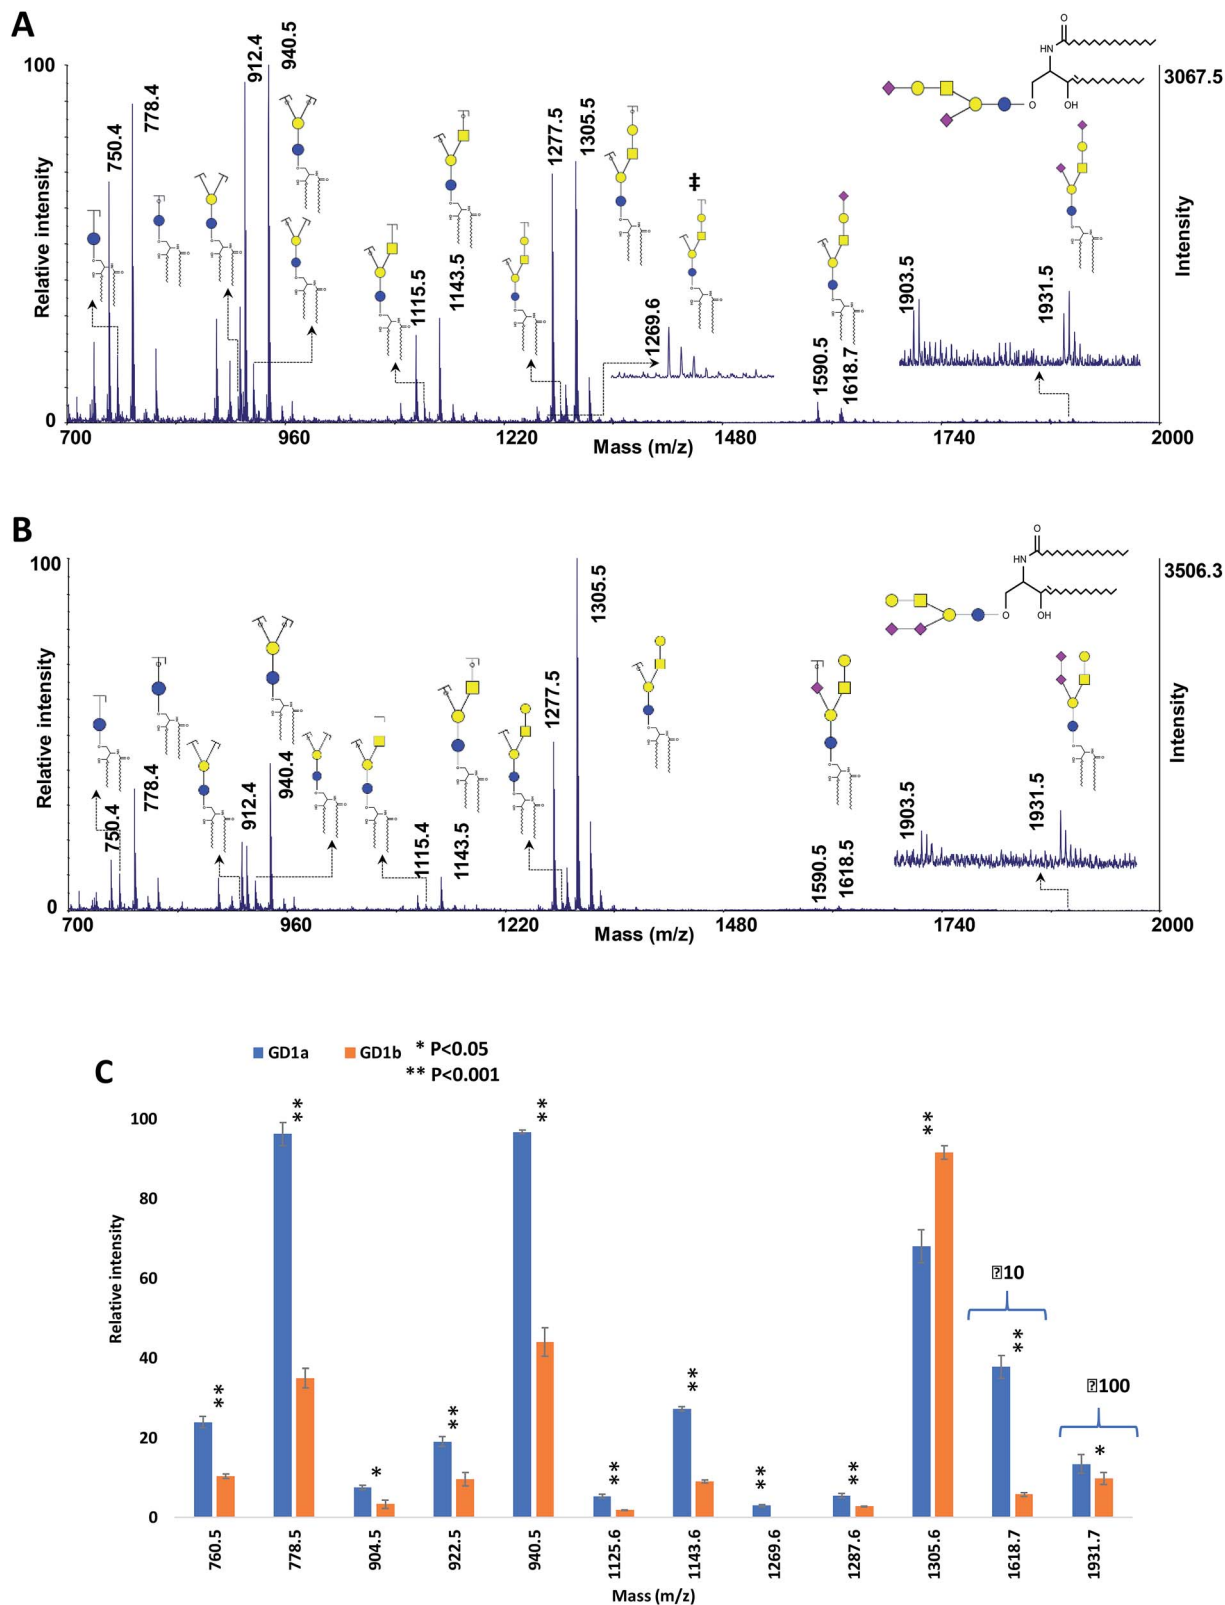 A
100
Relative intensity
0
750.4
778.4
912.4
940.5
1115.5
1143.5
1277.5
1305.5
‡
1269.6
1590.5
1618.7
1903.5
1931.5
O
HN
O
OH
3067.5
Intensity
700 960 1220 1480 1740 2000
Mass (m/z)
B
100
Relative intensity
0
750.4
778.4
912.4
940.4
1115.4
1143.5
1277.5
1305.5
1590.5
1618.5
1903.5
1931.5
O
HN
O
OH
3506.3
Intensity
700 960 1220 1480 1740 2000
Mass (m/z)
C
GD1a GD1b * P<0.05
** P<0.001
Relative intensity
100
80
60
40
20
0
** ** * ** ** ** ** ** ** ** ** *
10
100
760.5 778.5 904.5 922.5 940.5 1125.6 1143.6 1269.6 1287.6 1305.6 1618.7 1931.7
Mass (m/z)